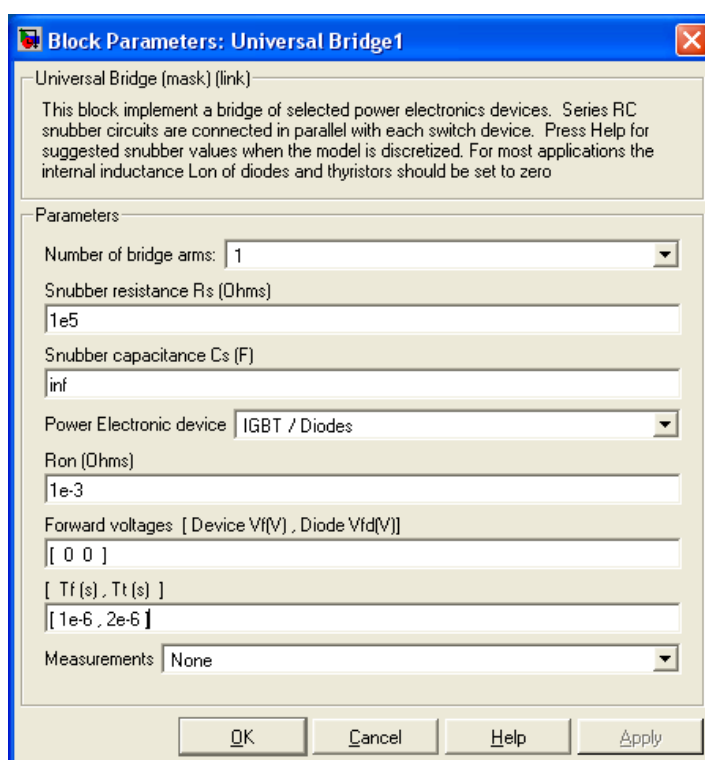 Block Parameters: Universal Bridge1
Universal Bridge (mask) (link)
This block implement a bridge of selected power electronics devices. Series RC
snubber circuits are connected in parallel with each switch device. Press Help for
suggested snubber values when the model is discretized. For most applications the
internal inductance Lon of diodes and thyristors should be set to zero
Parameters
Number of bridge arms: 1
Snubber resistance Rs (Ohms)
1e5
Snubber capacitance Cs (F)
inf
Power Electronic device IGBT / Diodes
Ron (Ohms)
1e-3
Forward voltages [ Device Vf(V) , Diode Vfd(V)]
[ 0 0 ]
[ Tf (s) , Tt (s) ]
[ 1e-6 , 2e-6 ]
Measurements None
OK Cancel Help Apply